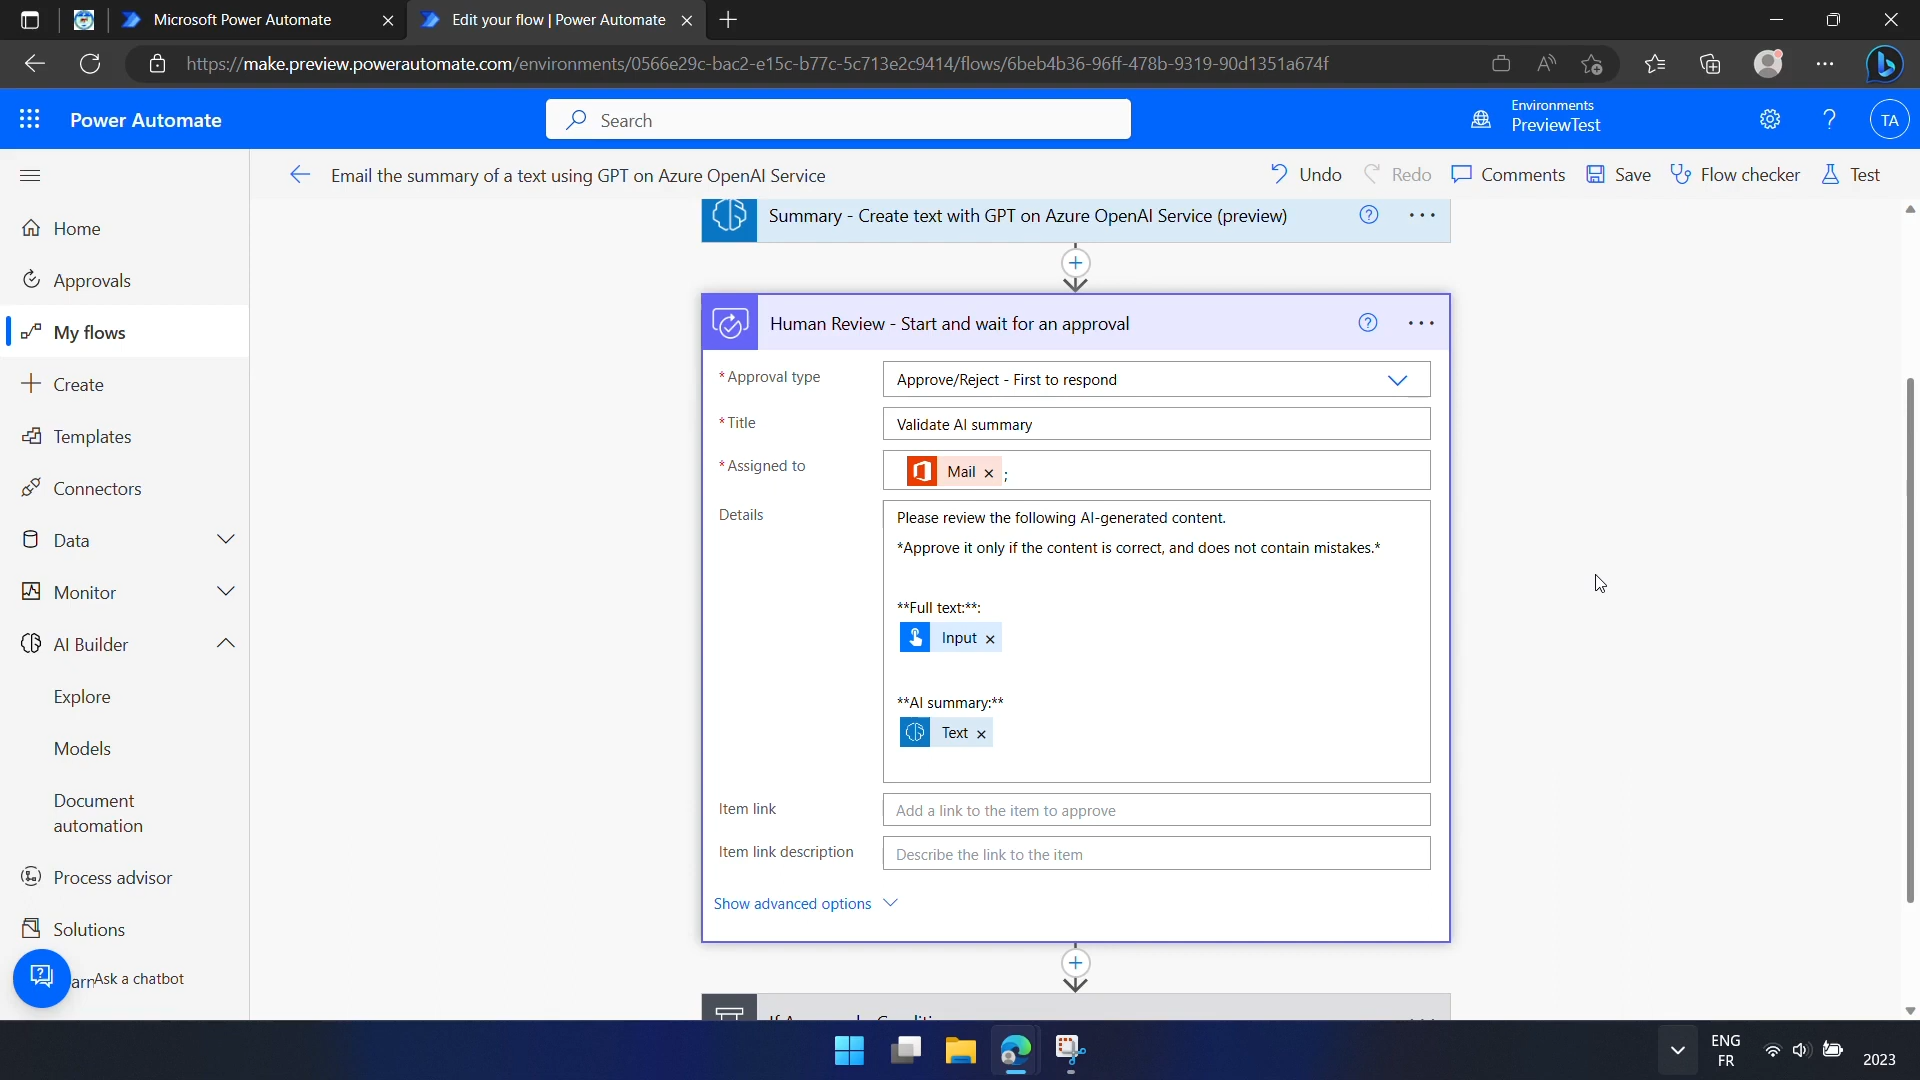 Microsoft Power Automate
Edit your flow | Power Automate
https://make.preview.powerautomate.com/environments/0566e29c-bac2-e15c-b77c-5c713e2c9414/flows/6beb4b36-96ff-478b-9319-90d1351a674f
Power Automate
Search
Environments
PreviewTest
TA
Email the summary of a text using GPT on Azure OpenAI Service
Undo
Redo
Comments
Save
Flow checker
Test
Home
Approvals
My flows
Create
Templates
Connectors
Data
Monitor
AI Builder
Explore
Models
Document
automation
Process advisor
Solutions
Ask a chatbot
Summary - Create text with GPT on Azure OpenAI Service (preview)
Human Review - Start and wait for an approval
* Approval type
Approve/Reject - First to respond
* Title
Validate AI summary
* Assigned to
Mail ;
Details
Please review the following AI-generated content.
*Approve it only if the content is correct, and does not contain mistakes.*
**Full text:**:
Input
**AI summary:**
Text
Item link
Add a link to the item to approve
Item link description
Describe the link to the item
Show advanced options
ENG
FR
2023